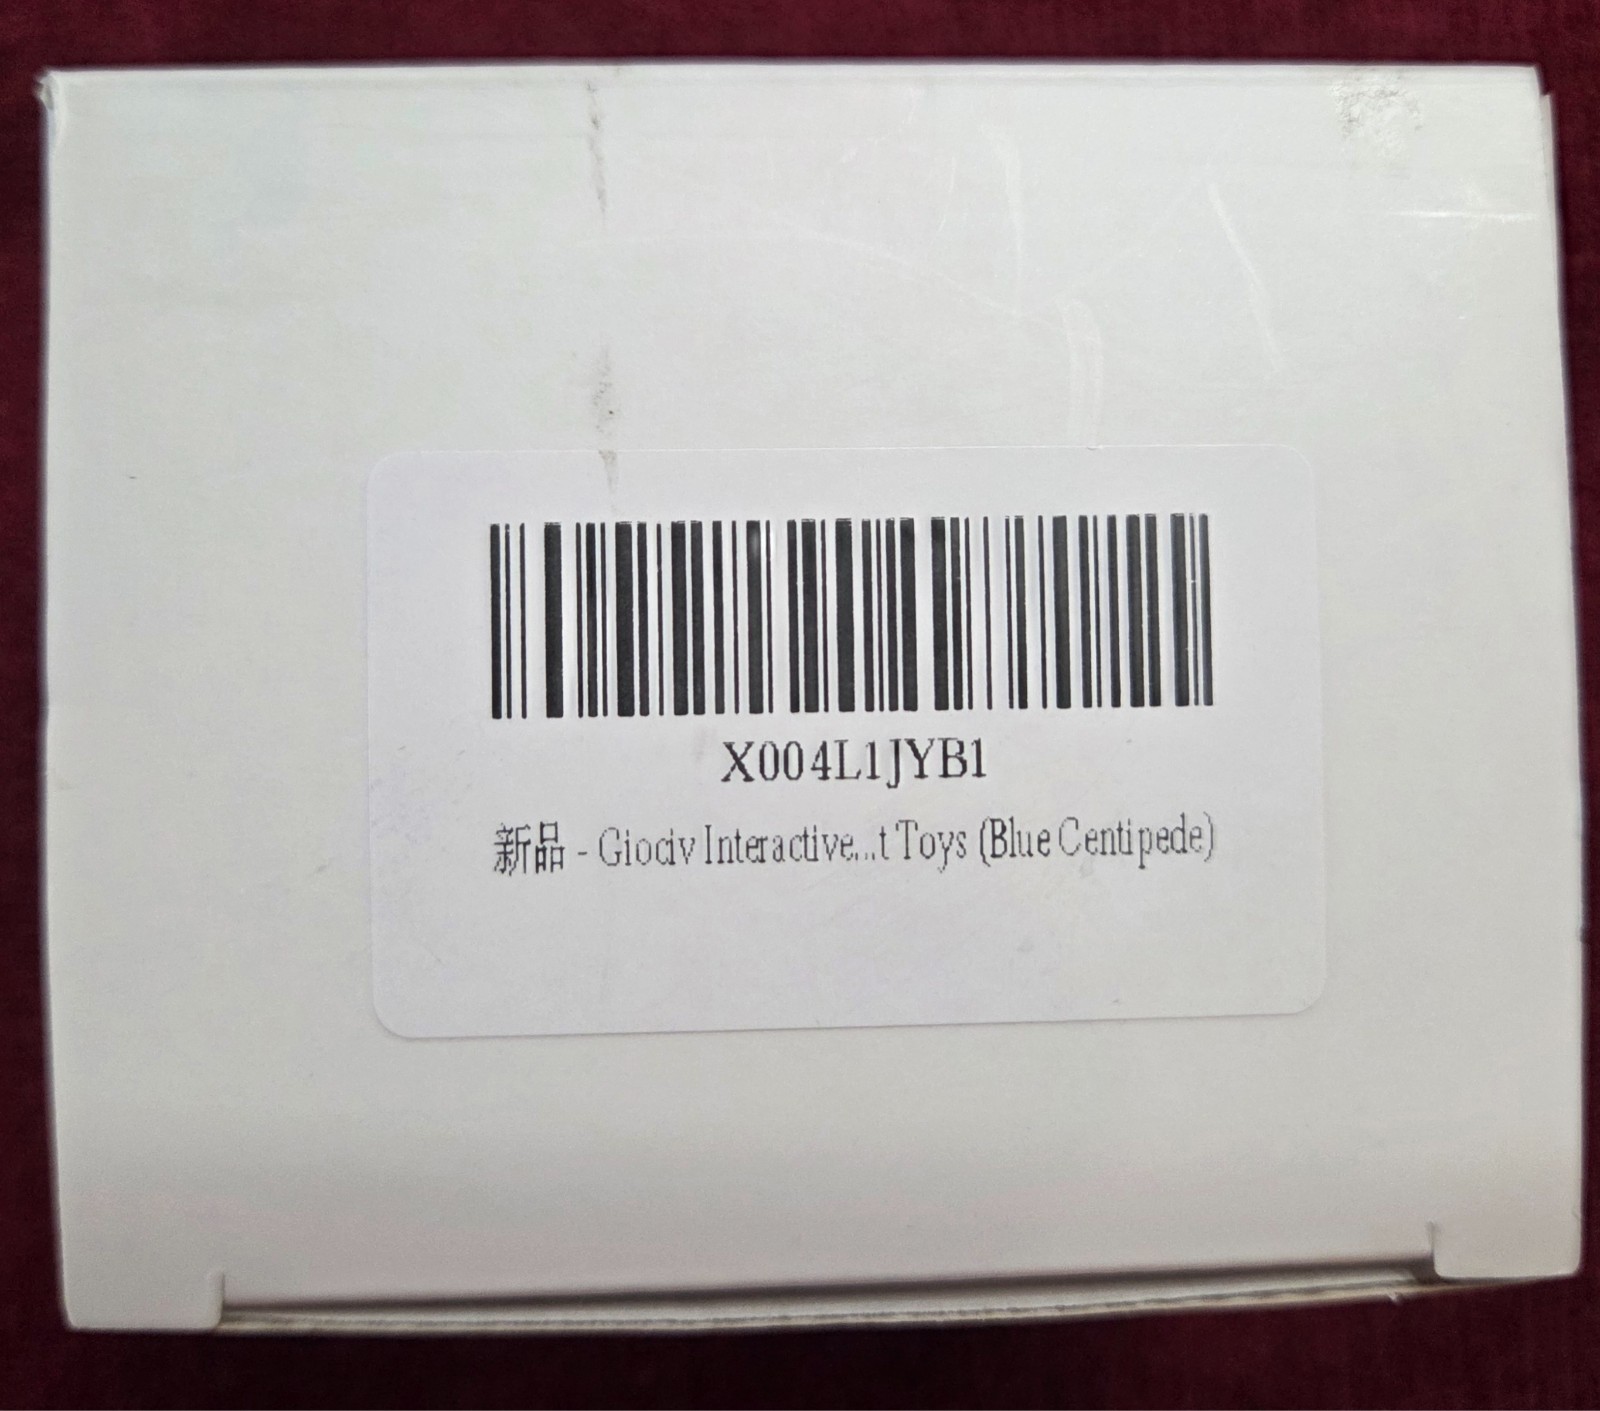 X004L1JYB1
新品 - Giociv Interactive...t Toys (Blue Centipede)